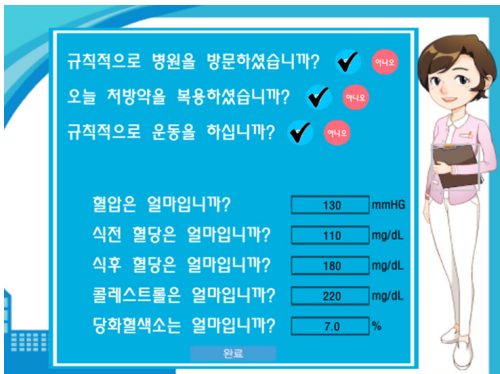 규칙적으로 병원을 방문하셨습니까? 아니오
오늘 처방약을 복용하셨습니까? 아니오
규칙적으로 운동을 하십니까? 아니오
혈압은 얼마입니까? 130 mmHG
식전 혈당은 얼마입니까? 110 mg/dL
식후 혈당은 얼마입니까? 180 mg/dL
콜레스트롤은 얼마입니까? 220 mg/dL
당화혈색소는 얼마입니까? 7.0 %
완료